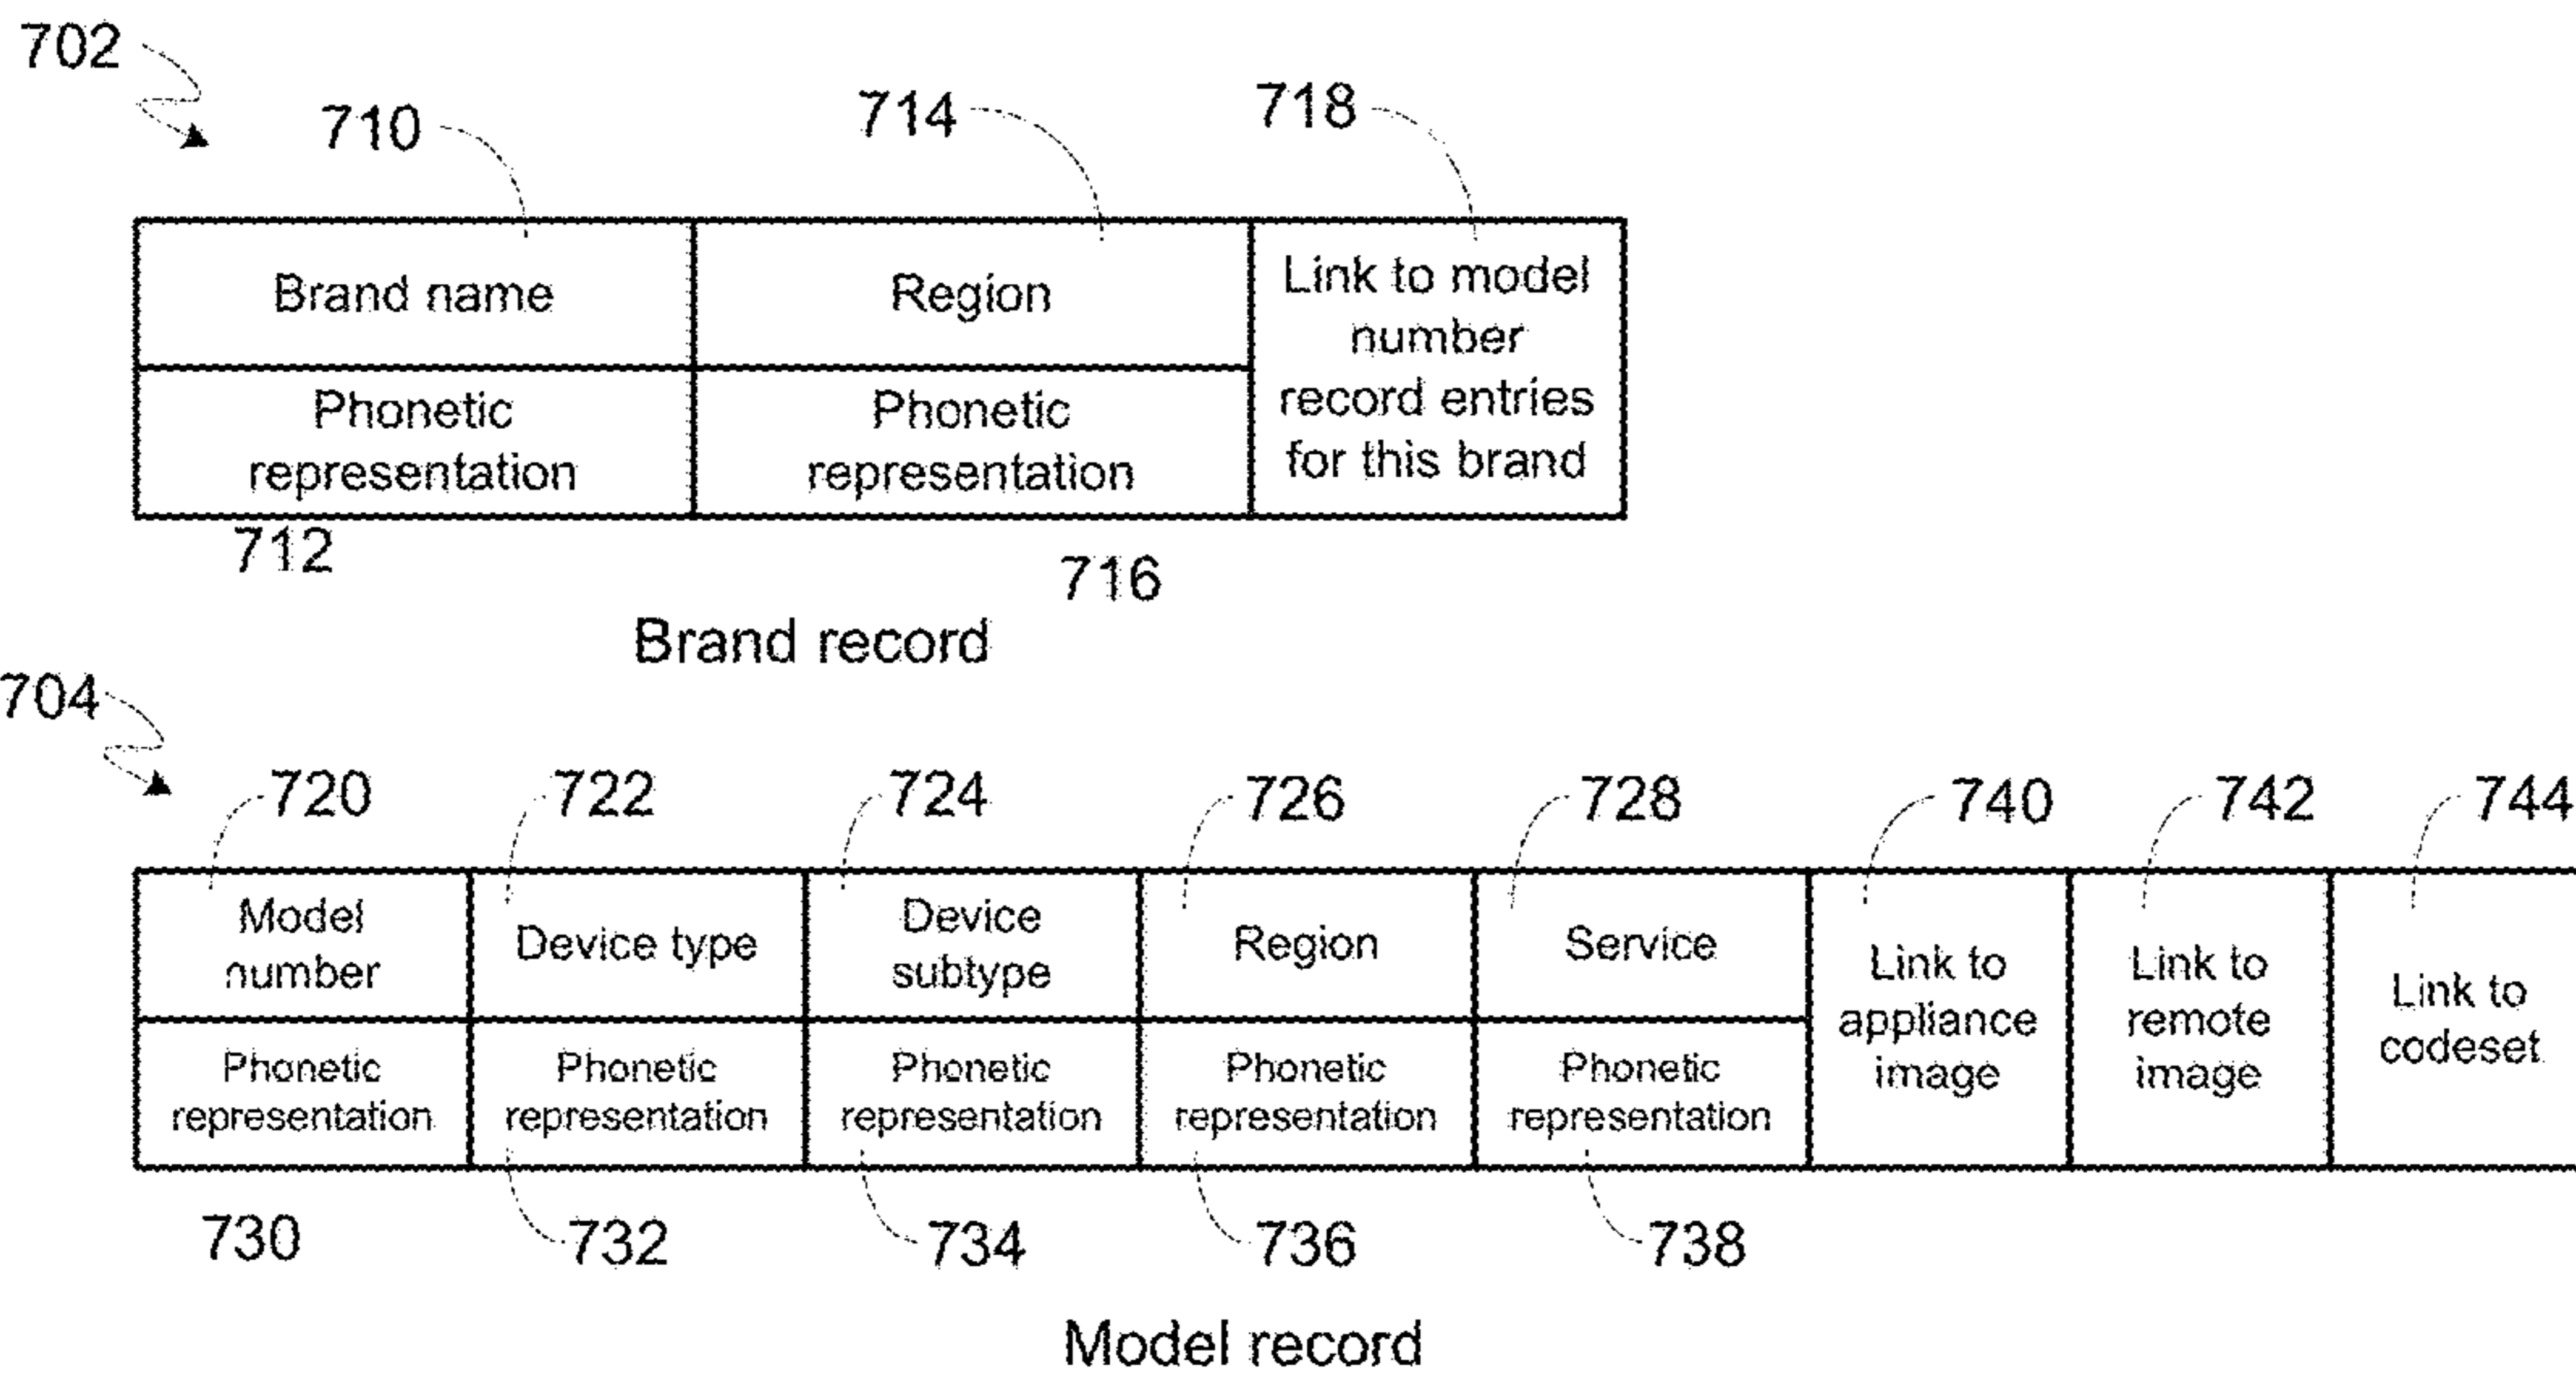 702
710
714
718
Brand name
Region
Link to model
number
record entries
for this brand
Phonetic
representation
Phonetic
representation
712
716
Brand record
704
720
722
724
726
728
740
742
744
Model
number
Device type
Device
subtype
Region
Service
Link to
appliance
image
Link to
remote
image
Link to
codeset
Phonetic
representation
Phonetic
representation
Phonetic
representation
Phonetic
representation
Phonetic
representation
730
732
734
736
738
Model record